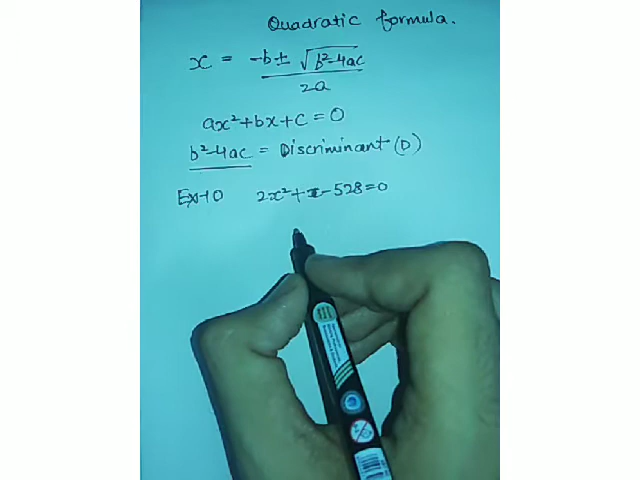 Quadratic formula.
x = -b ± √b²-4ac
2a
ax²+bx+c = 0
b²-4ac = Discriminant (D)
Ex-10 2x²+x-528=0